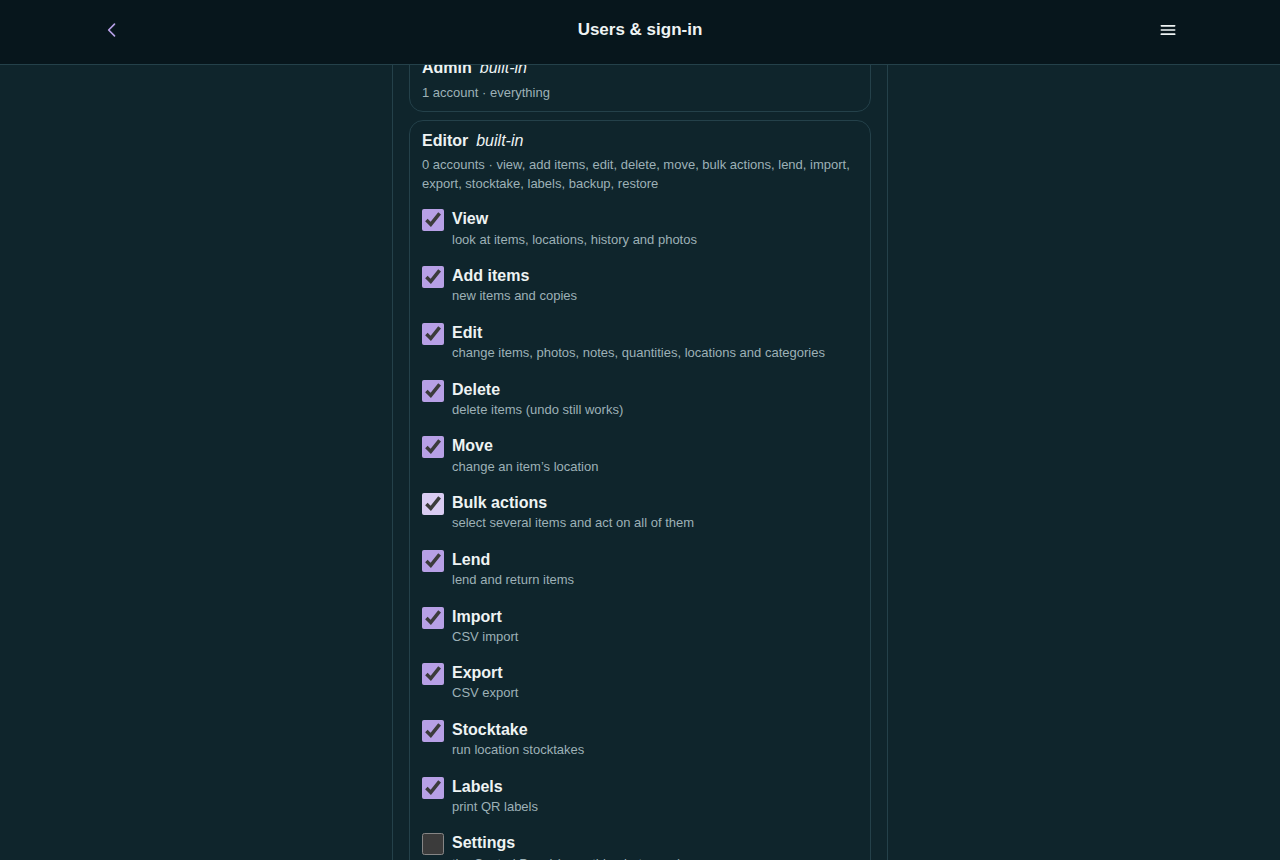 Users & sign-in
Admin built-in
1 account · everything
Editor built-in
0 accounts · view, add items, edit, delete, move, bulk actions, lend, import,
export, stocktake, labels, backup, restore
View
look at items, locations, history and photos
Add items
new items and copies
Edit
change items, photos, notes, quantities, locations and categories
Delete
delete items (undo still works)
Move
change an item’s location
Bulk actions
select several items and act on all of them
Lend
lend and return items
Import
CSV import
Export
CSV export
Stocktake
run location stocktakes
Labels
print QR labels
Settings